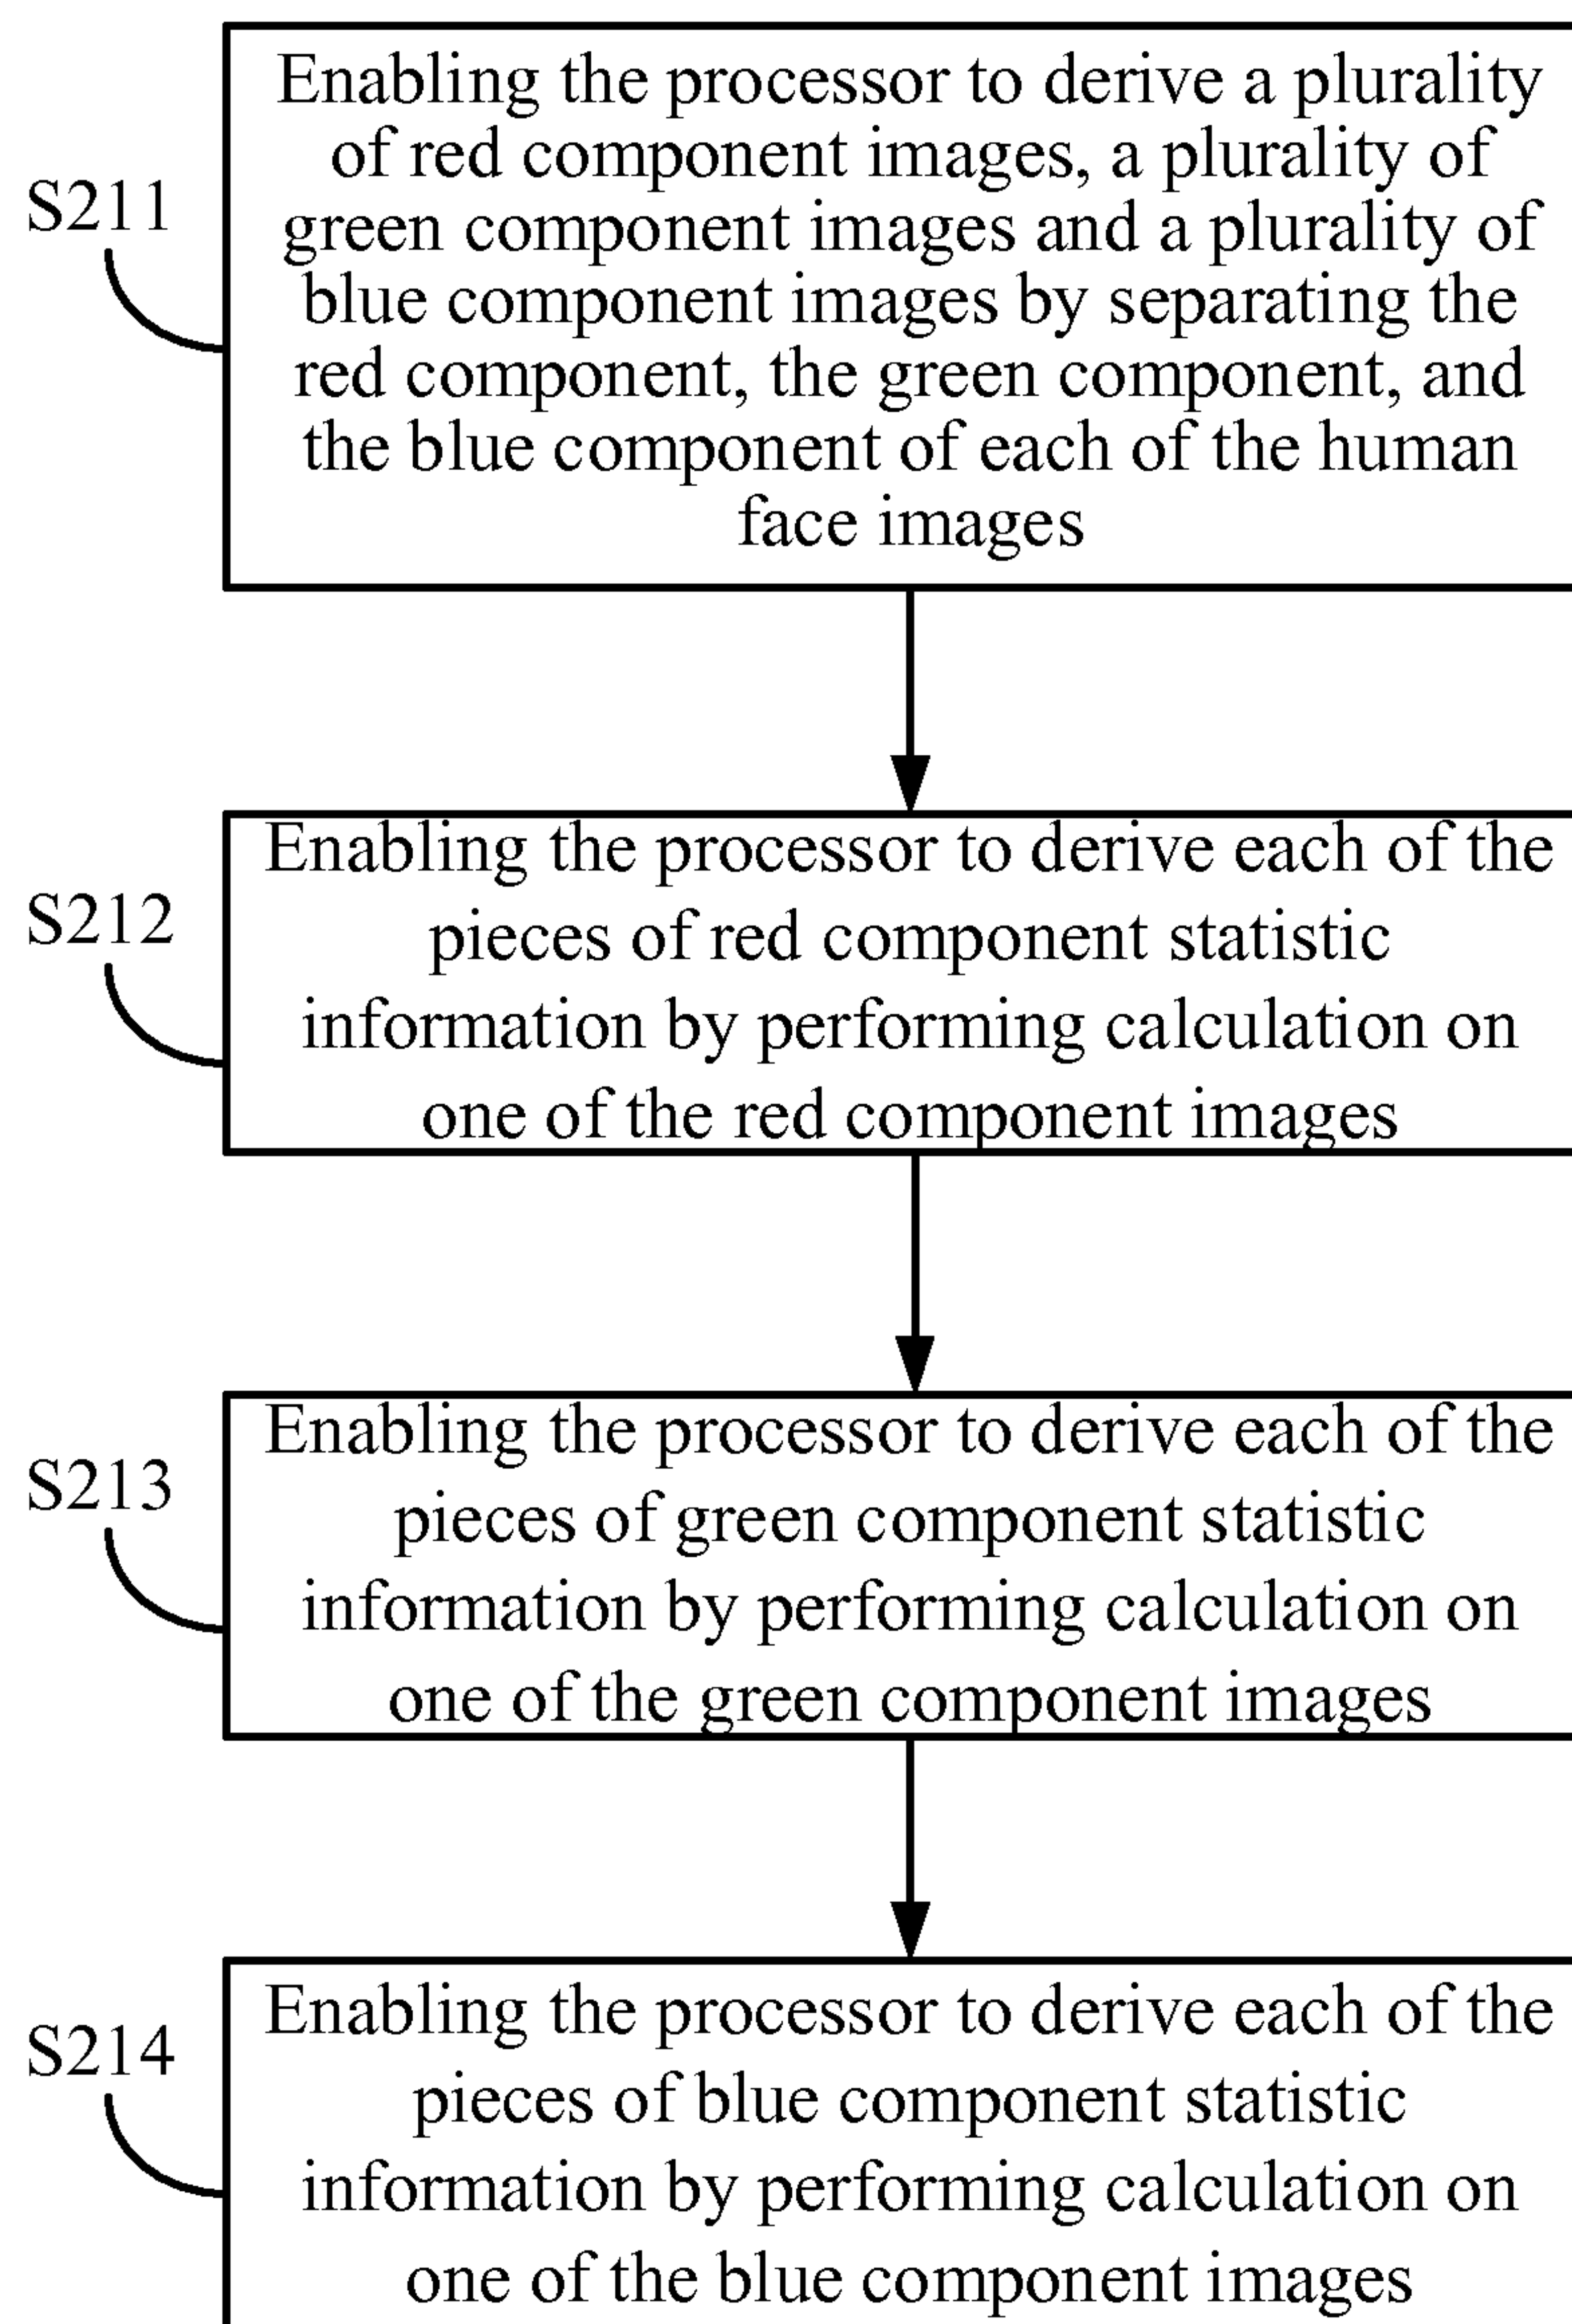 S211
Enabling the processor to derive a plurality
of red component images, a plurality of
green component images and a plurality of
blue component images by separating the
red component, the green component, and
the blue component of each of the human
face images
S212
Enabling the processor to derive each of the
pieces of red component statistic
information by performing calculation on
one of the red component images
S213
Enabling the processor to derive each of the
pieces of green component statistic
information by performing calculation on
one of the green component images
S214
Enabling the processor to derive each of the
pieces of blue component statistic
information by performing calculation on
one of the blue component images